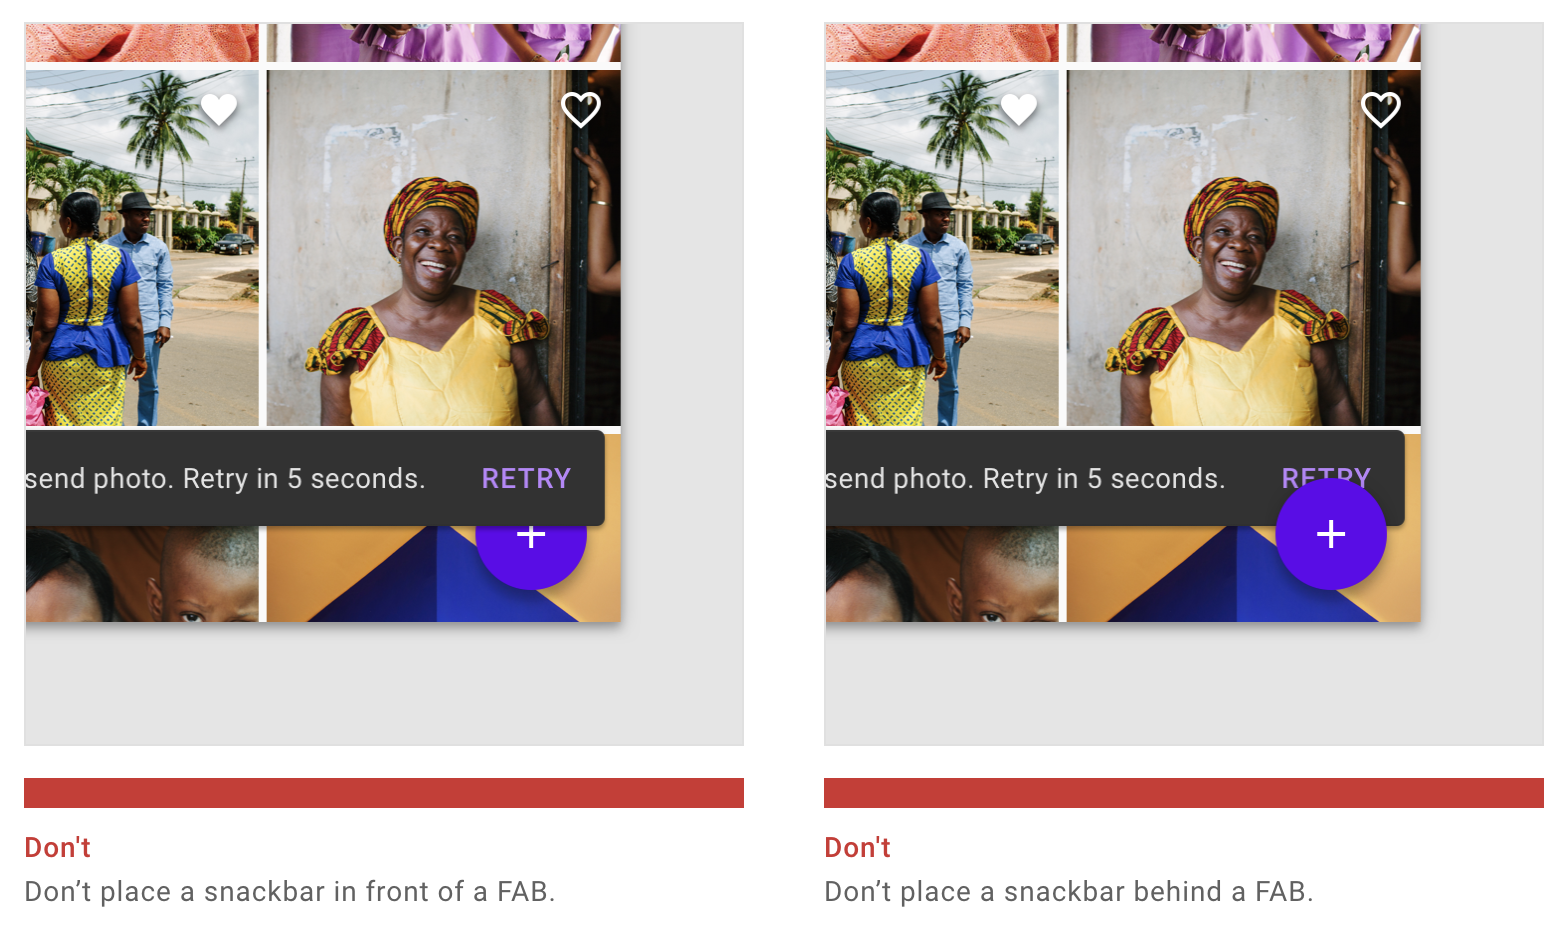 send photo. Retry in 5 seconds. RETRY
Don't
Don’t place a snackbar in front of a FAB.
send photo. Retry in 5 seconds. RETRY
Don't
Don’t place a snackbar behind a FAB.